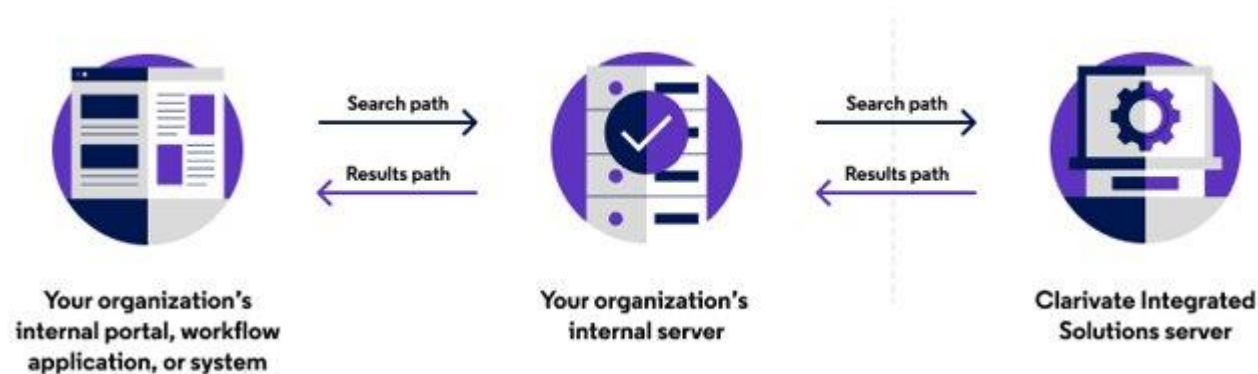 Search path
Results path
Search path
Results path
Your organization's
internal portal, workflow
application, or system
Your organization's
internal server
Clarivate Integrated
Solutions server